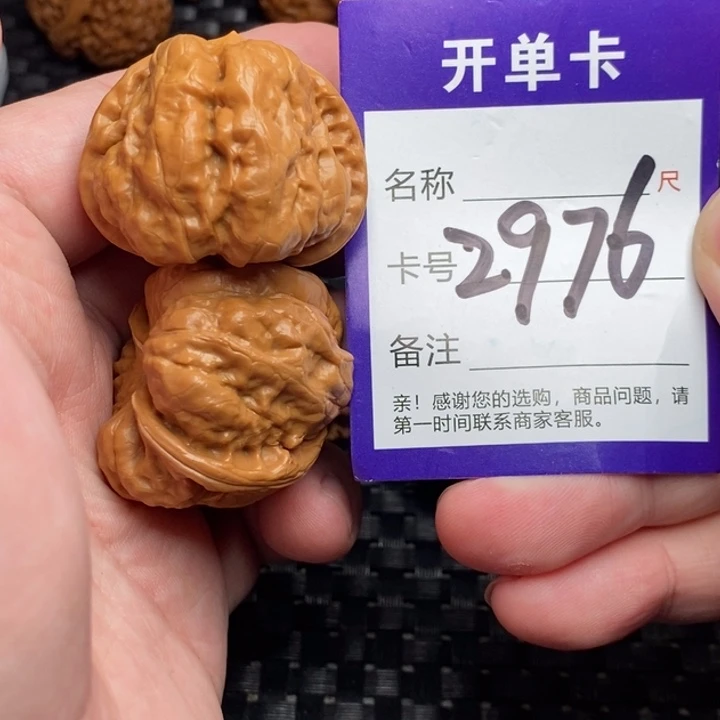 开单卡
名称 尺
卡号 2976
备注
亲！感谢您的选购，商品问题，请
第一时间联系商家客服。